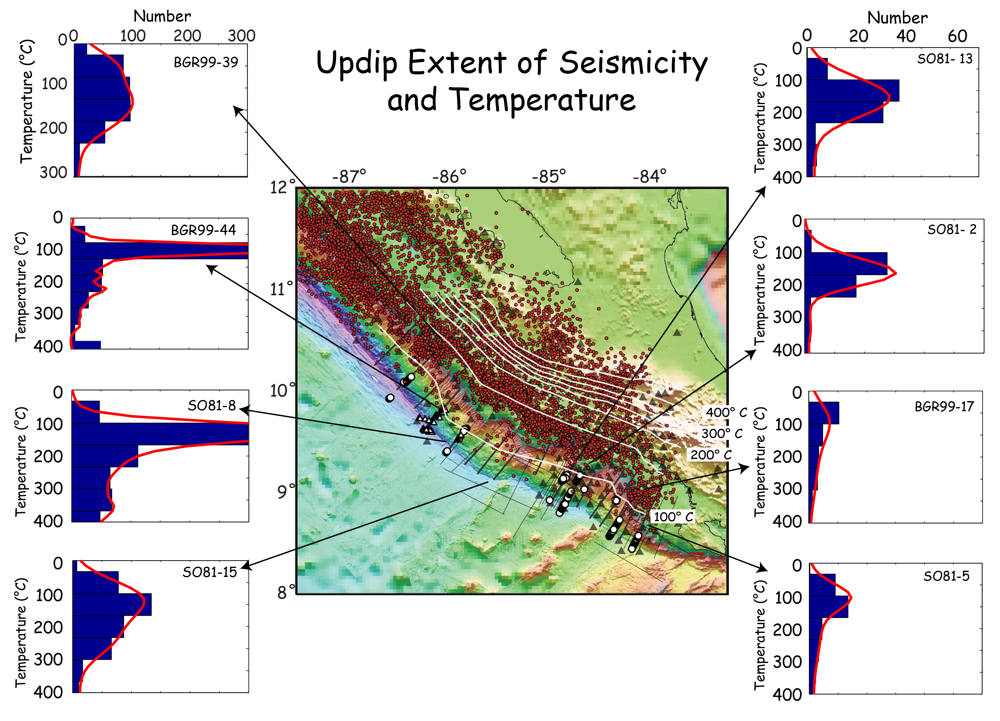 Number
0 100 200 300
0
100
200
300
Temperature (°C)
BGR99-39
Updip Extent of Seismicity
and Temperature
Number
0 20 40 60
0
100
200
300
400
Temperature (°C)
SO81- 13
0
100
200
300
400
Temperature (°C)
BGR99-44
-87° -86° -85° -84°
12°
11°
10°
9°
8°
400° C
300° C
200° C
100° C
0
100
200
300
400
Temperature (°C)
SO81- 2
0
100
200
300
400
Temperature (°C)
SO81-8
0
100
200
300
400
Temperature (°C)
BGR99-17
0
100
200
300
400
Temperature (°C)
SO81-15
0
100
200
300
400
Temperature (°C)
SO81-5